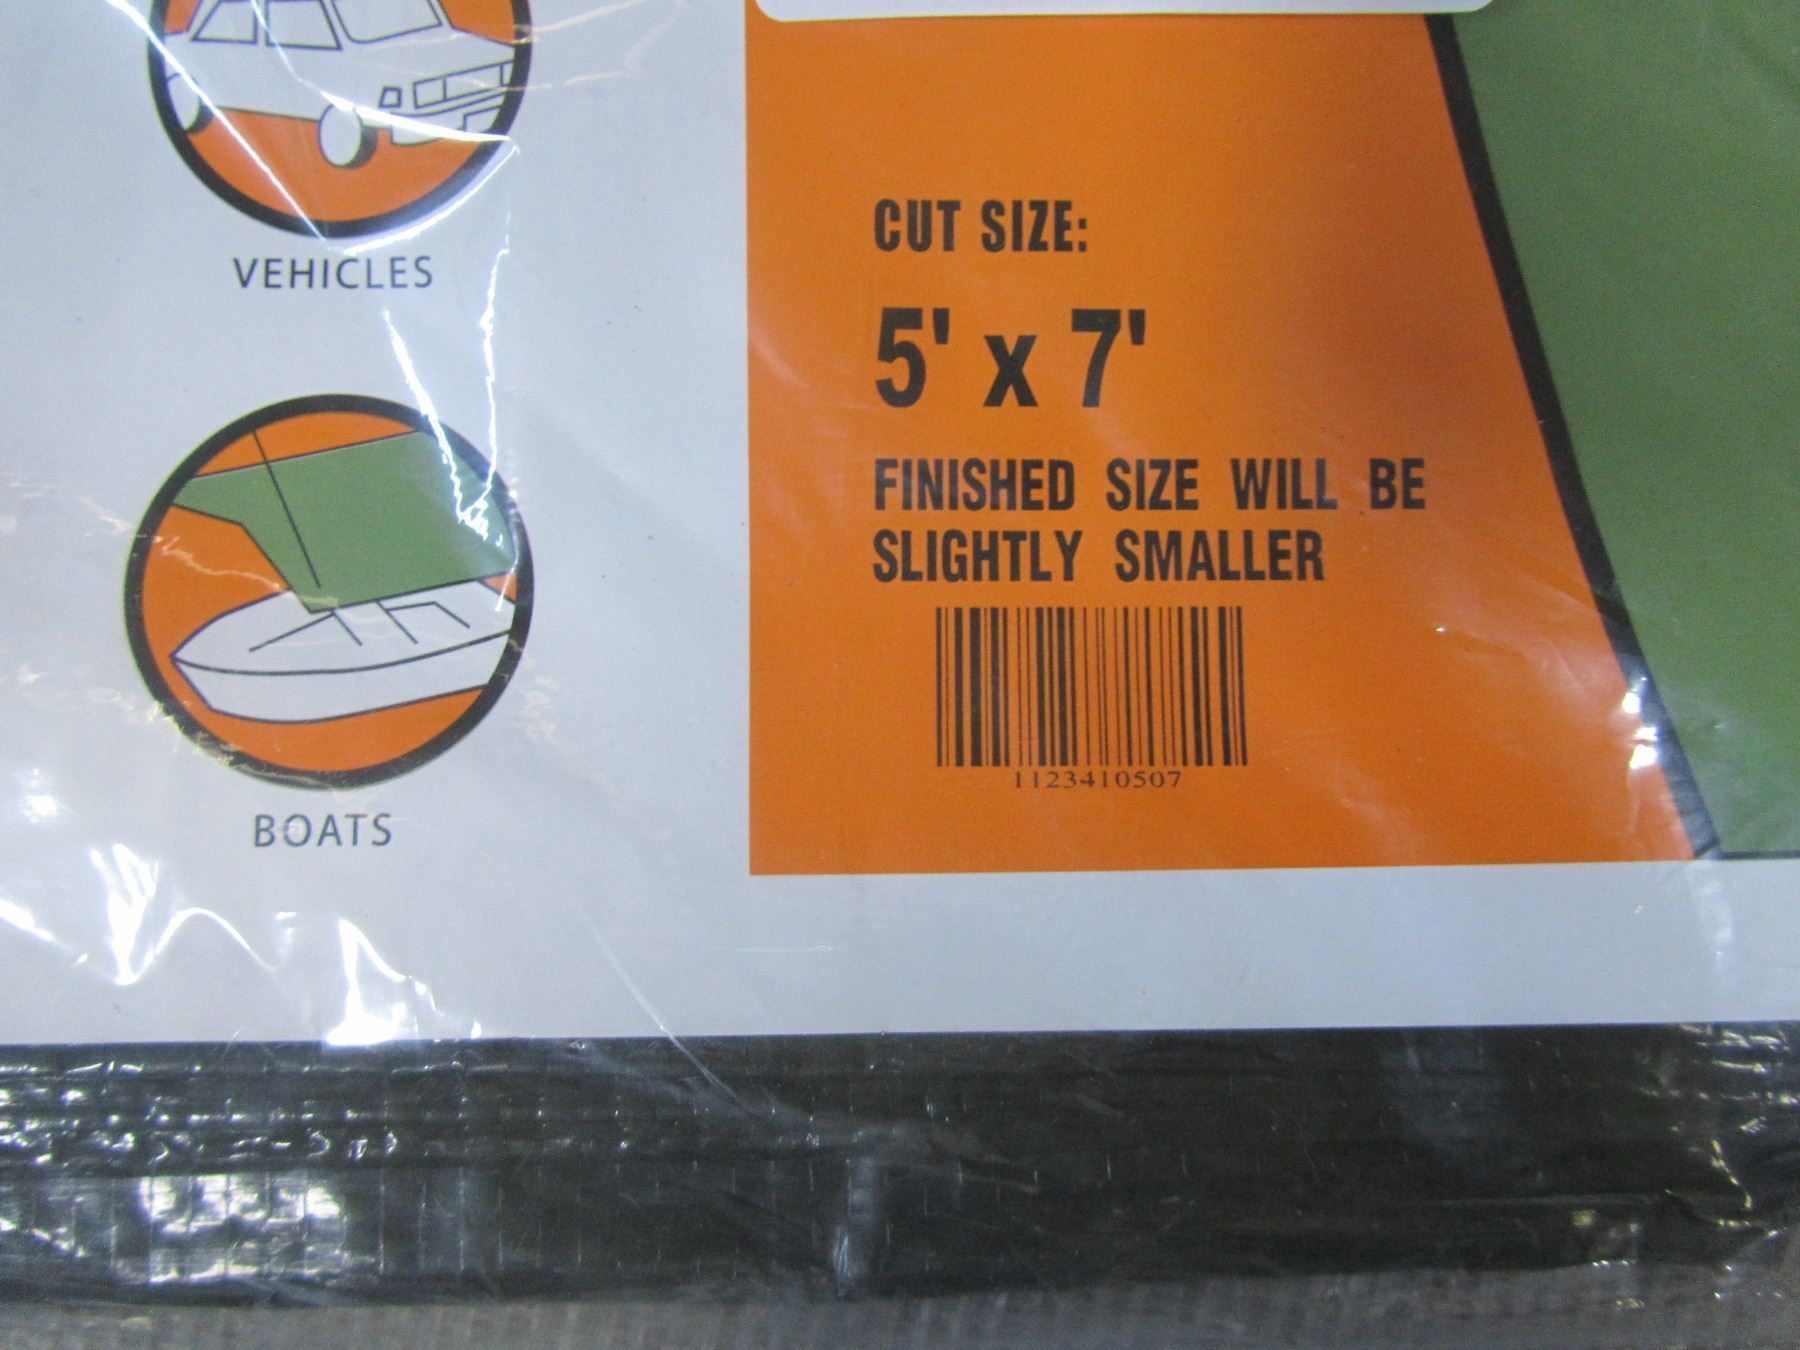 VEHICLES
BOATS
CUT SIZE:
5' x 7'
FINISHED SIZE WILL BE
SLIGHTLY SMALLER
1123410507